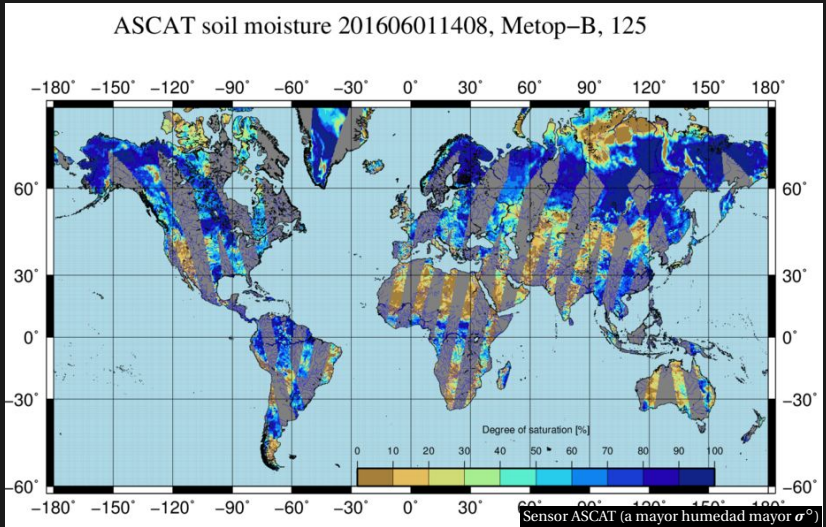 ASCAT soil moisture 201606011408, Metop−B, 125
−180° −150° −120° −90° −60° −30° 0° 30° 60° 90° 120° 150° 180°
60° 60°
30° 30°
0° 0°
−30° −30°
Degree of saturation [%]
0 10 20 30 40 50 60 70 80 90 100
−60° −60°
−180° −150° −120° −90° −60° −30° 0° 30° 180°
Sensor ASCAT (a mayor humedad mayor σ°)